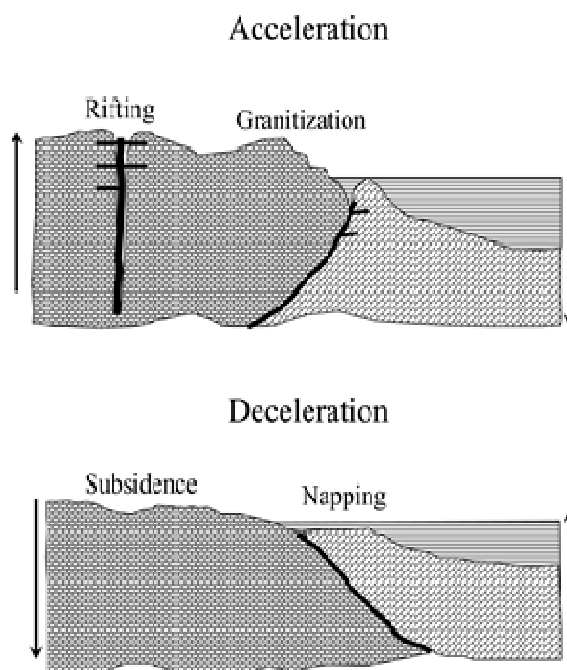 Acceleration
Rifting
Granitization
Deceleration
Subsidence
Napping